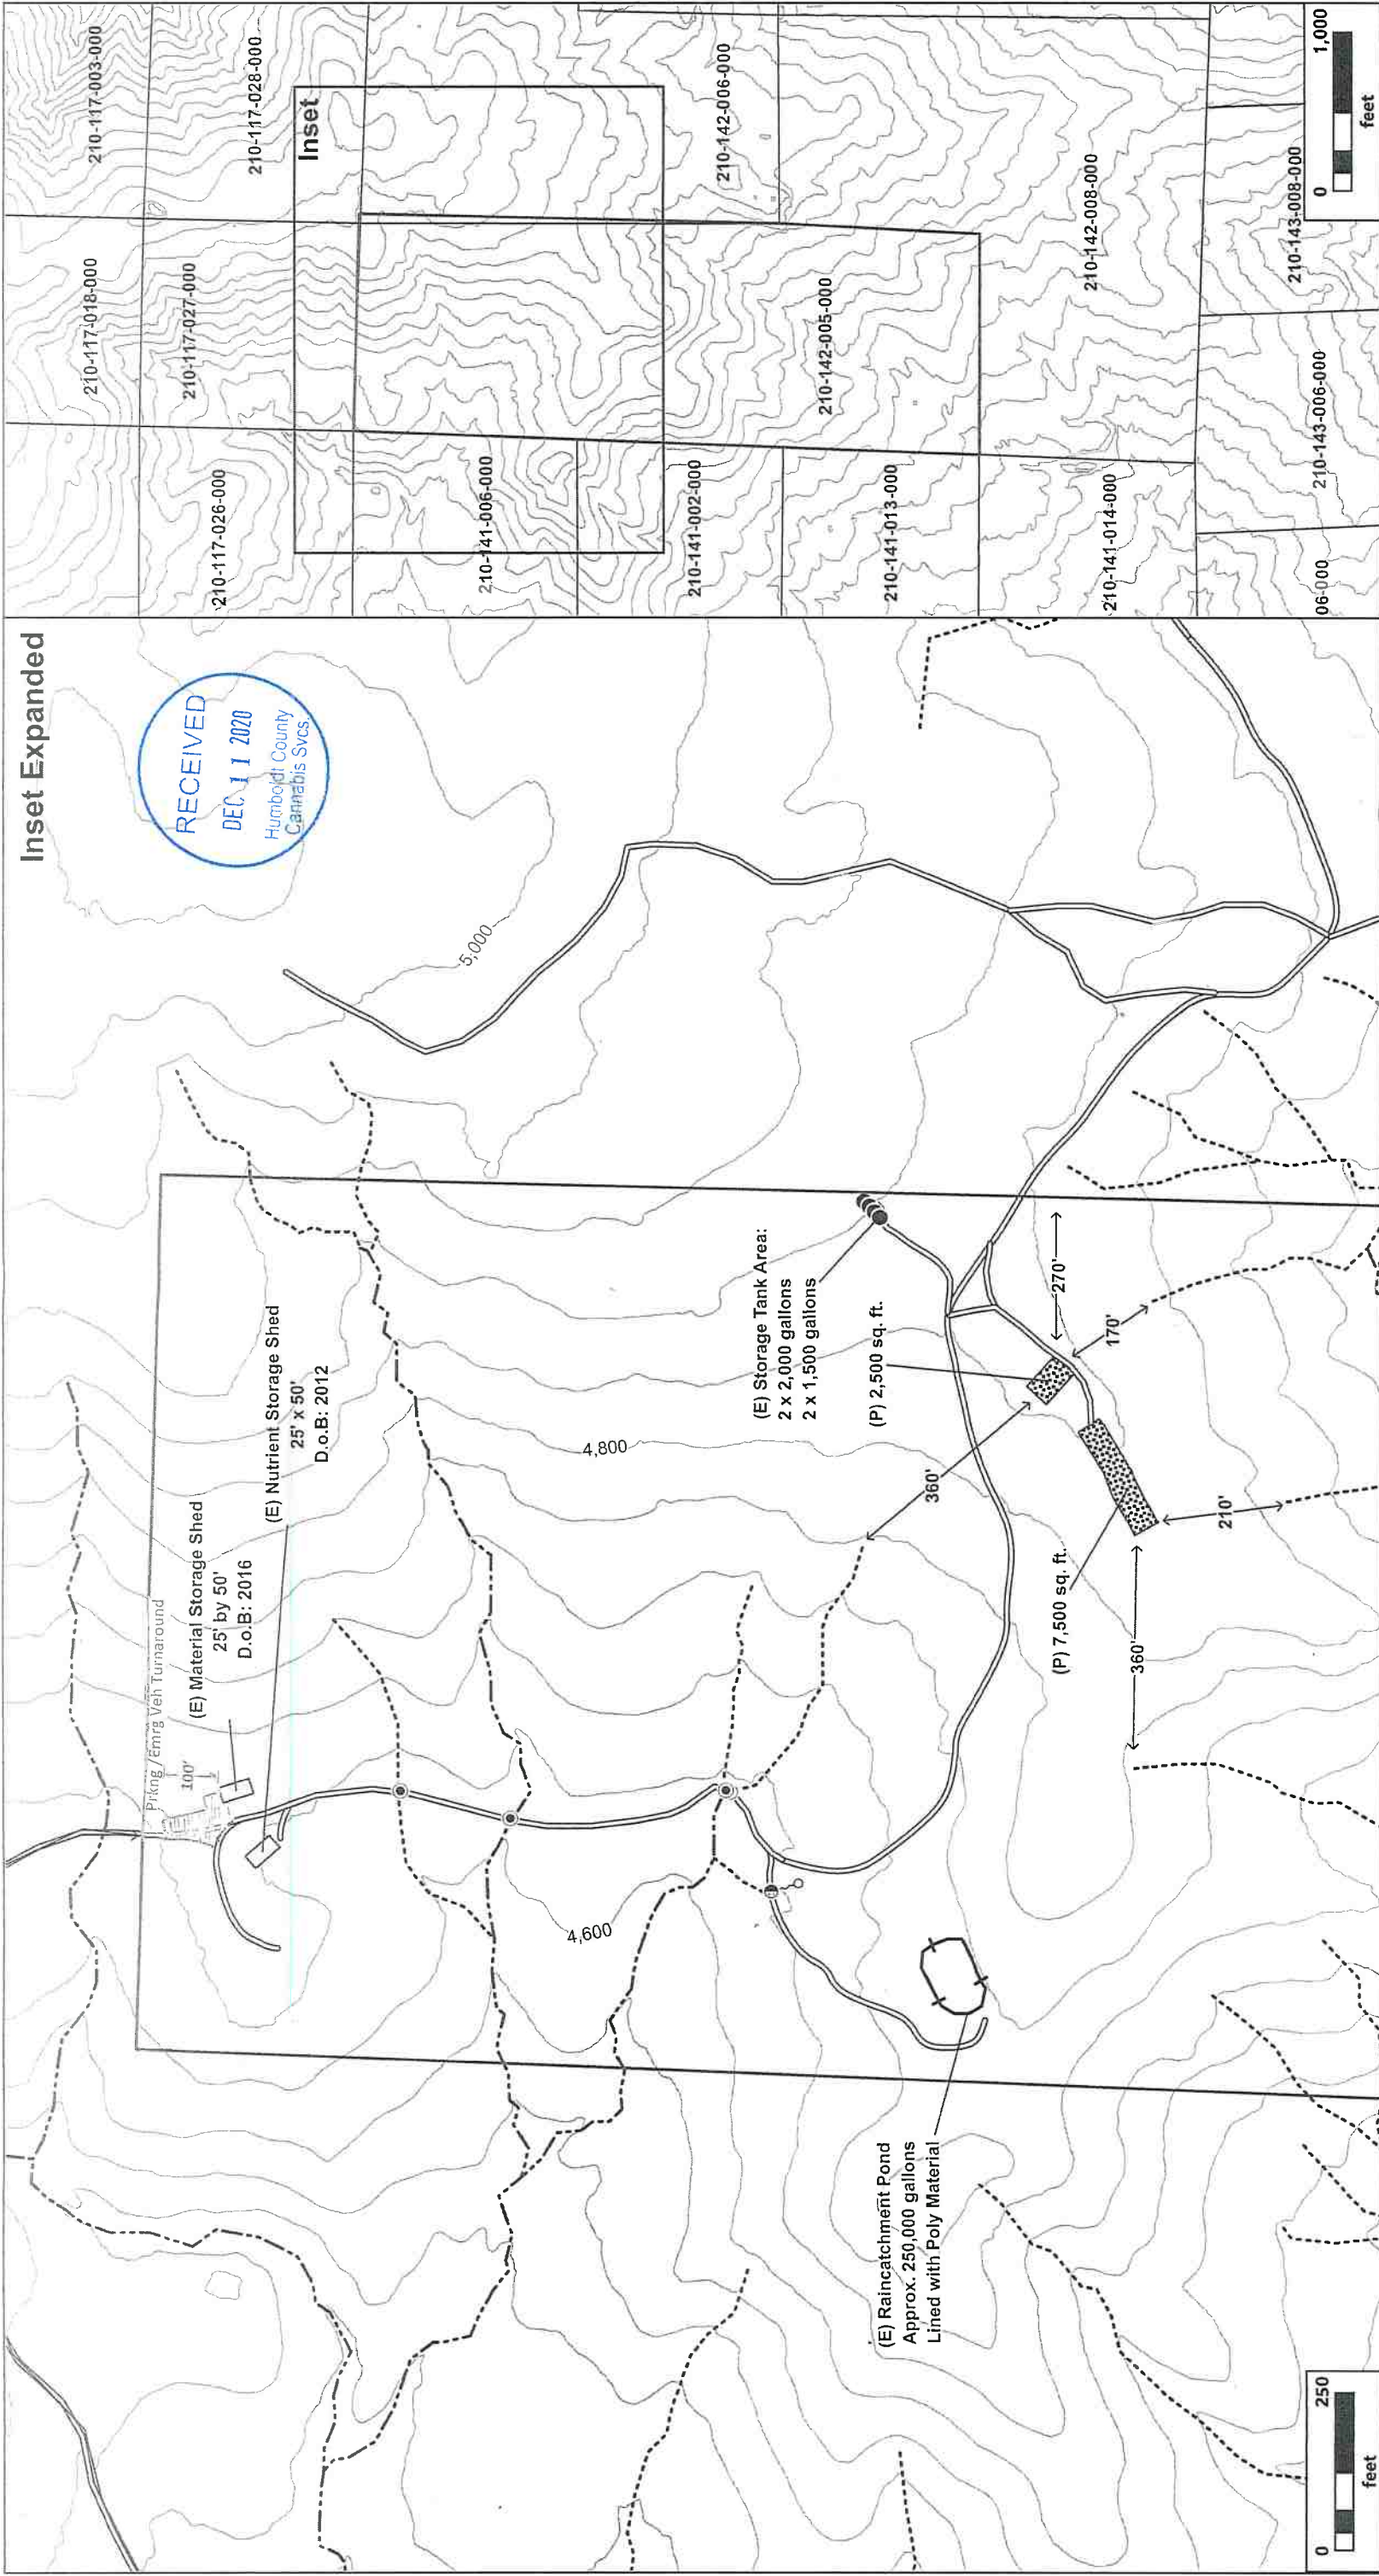 Inset Expanded
RECEIVED
DEC 11 2020
Humboldt County
Cannabis Svcs.
Prkng/Emrg Veh Turnaround
100'
(E) Material Storage Shed
25' by 50'
D.o.B: 2016
(E) Nutrient Storage Shed
25' x 50'
D.o.B: 2012
5,000
4,800
4,600
(E) Storage Tank Area:
2 x 2,000 gallons
2 x 1,500 gallons
(P) 2,500 sq. ft.
360'
270'
170'
(P) 7,500 sq. ft.
360'
210'
(E) Raincatchment Pond
Approx. 250,000 gallons
Lined with Poly Material
0
250
feet
210-117-003-000
210-117-018-000
210-117-028-000
210-117-027-000
210-117-026-000
Inset
210-141-006-000
210-142-006-000
210-141-002-000
210-142-005-000
210-141-013-000
210-142-008-000
210-141-014-000
210-143-008-000
210-143-006-000
06-000
0
1,000
feet